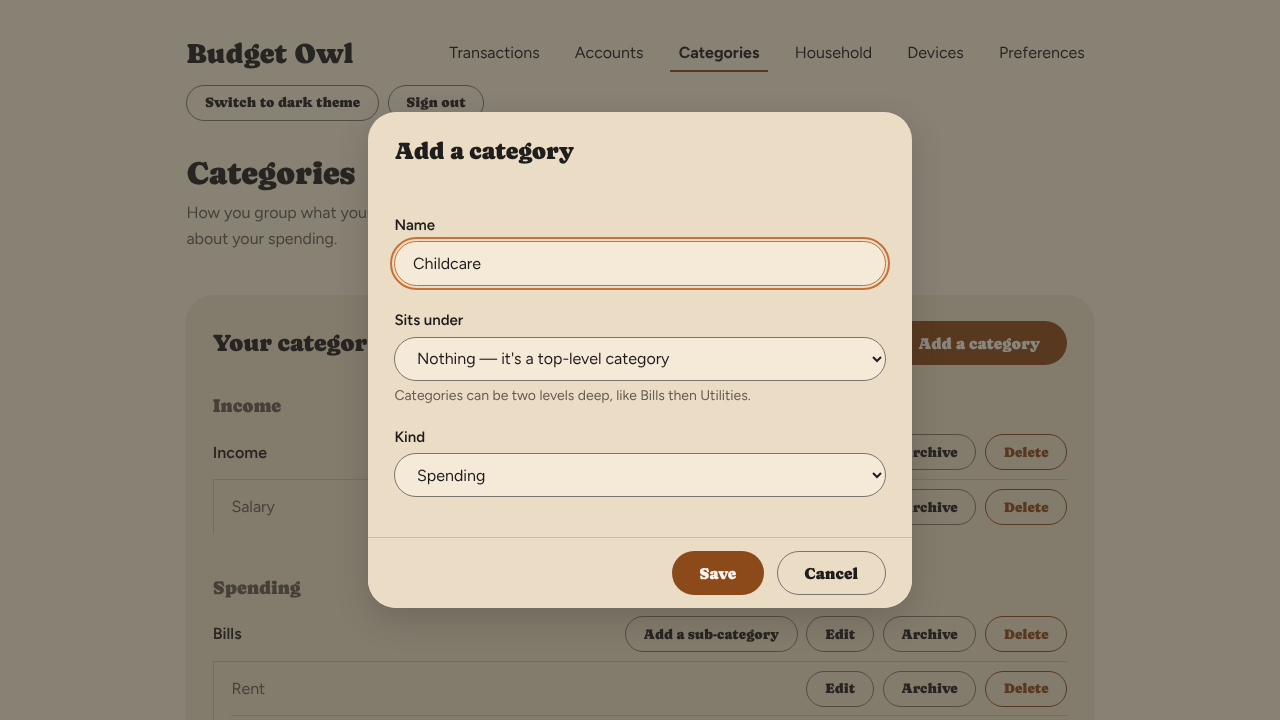 Budget Owl
Transactions Accounts Categories Household Devices Preferences
Switch to dark theme Sign out
Categories
How you group what you
about your spending.
Add a category
Name
Childcare
Sits under
Nothing — it's a top-level category
Categories can be two levels deep, like Bills then Utilities.
Kind
Spending
Save Cancel
Your categor
Add a category
Income
Income
rchive Delete
Salary
rchive Delete
Spending
Bills Add a sub-category Edit Archive Delete
Rent Edit Archive Delete